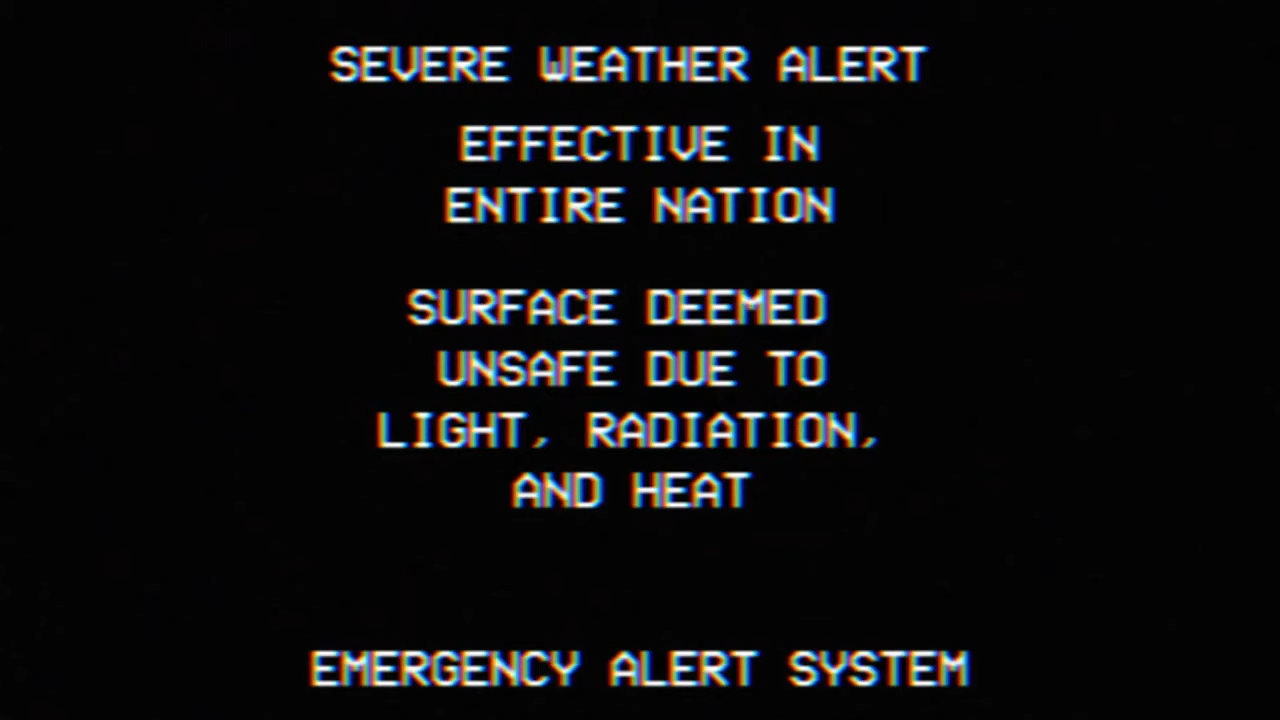 SEVERE WEATHER ALERT
EFFECTIVE IN
ENTIRE NATION
SURFACE DEEMED
UNSAFE DUE TO
LIGHT, RADIATION,
AND HEAT
EMERGENCY ALERT SYSTEM